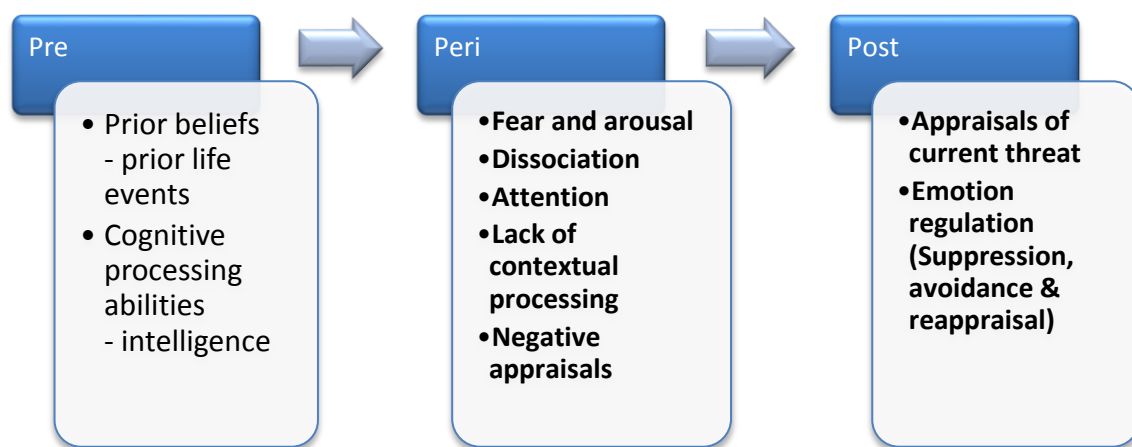 Pre
• Prior beliefs
- prior life
events
• Cognitive
processing
abilities
- intelligence
Peri
•Fear and arousal
•Dissociation
•Attention
•Lack of
contextual
processing
•Negative
appraisals
Post
•Appraisals of
current threat
•Emotion
regulation
(Suppression,
avoidance &
reappraisal)